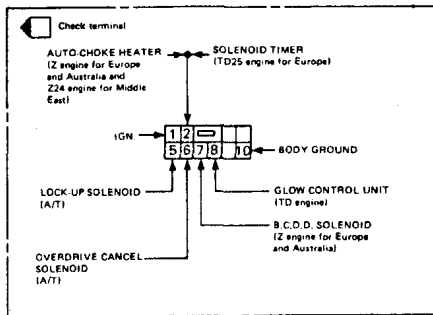 Check terminal
AUTO-CHOKE HEATER
(Z engine for Europe
and Australia and
Z24 engine for Middle
East)
SOLENOID TIMER
(TD25 engine for Europe)
IGN.
1 2
5 6 7 8 10
BODY GROUND
LOCK-UP SOLENOID
(A/T)
GLOW CONTROL UNIT
(TD engine)
B.C.D.D. SOLENOID
(Z engine for Europe
and Australia)
OVERDRIVE CANCEL
SOLENOID
(A/T)